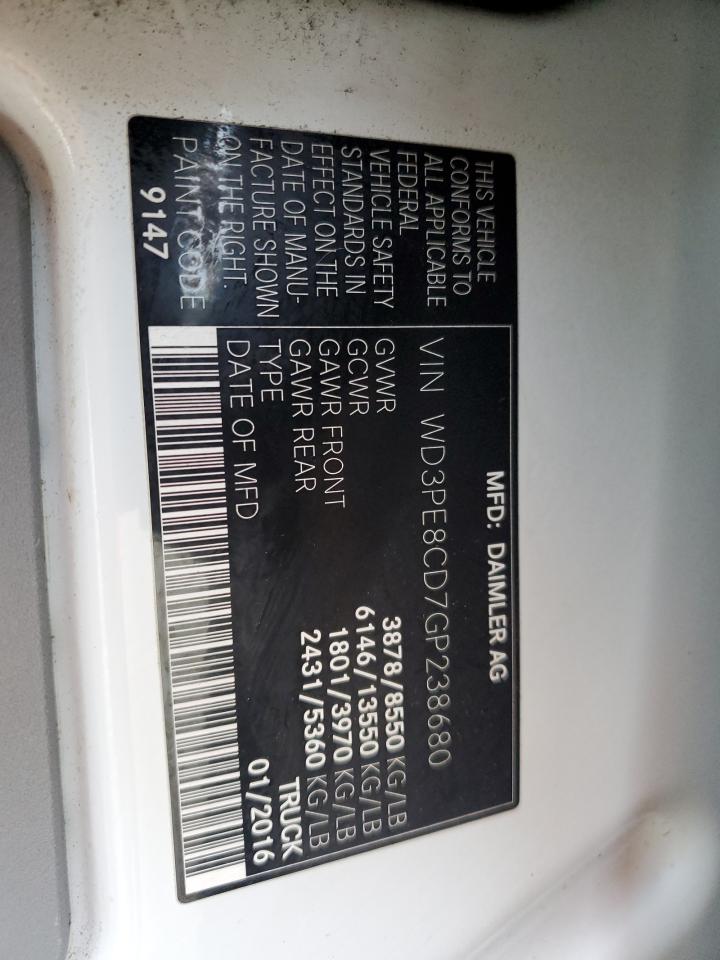 THIS VEHICLE
CONFORMS TO
ALL APPLICABLE
FEDERAL
VEHICLE SAFETY
STANDARDS IN
EFFECT ON THE
DATE OF MANU-
FACTURE SHOWN
ON THE RIGHT.
PAINT CODE
9147
MFD: DAIMLER AG
VIN WD3PE8CD7GP238680
GVWR 3878/8550 KG/LB
GCWR 6146/13550 KG/LB
GAWR FRONT 1801/3970 KG/LB
GAWR REAR 2431/5360 KG/LB
TYPE TRUCK
DATE OF MFD 01/2016